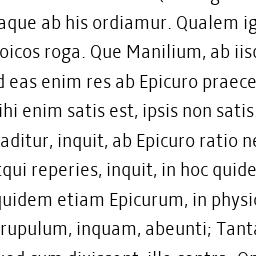 aque ab his ordiamur. Qualem ig
oicos roga. Que Manilium, ab iisc
d eas enim res ab Epicuro praece
ihi enim satis est, ipsis non satis
aditur, inquit, ab Epicuro ratio ne
qui reperies, inquit, in hoc quide
quidem etiam Epicurum, in physic
rupulum, inquam, abeunti; Tanta